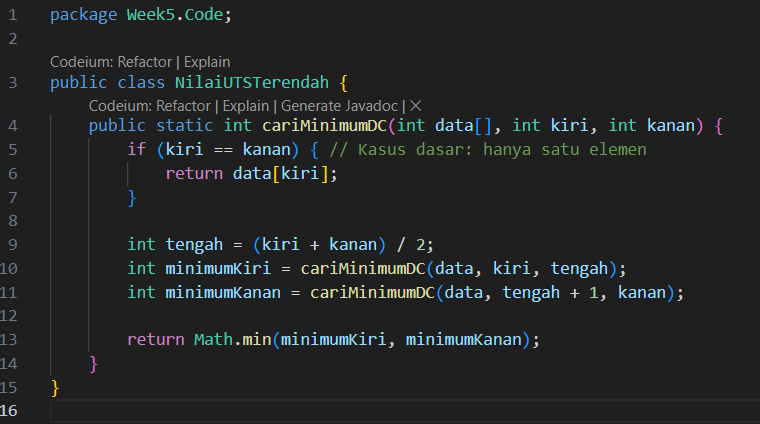 1 package Week5.Code;
2
Codeium: Refactor | Explain
3 public class NilaiUTSTerendah {
Codeium: Refactor | Explain | Generate Javadoc | ×
4 public static int cariMinimumDC(int data[], int kiri, int kanan) {
5 if (kiri == kanan) { // Kasus dasar: hanya satu elemen
6 return data[kiri];
7 }
8
9 int tengah = (kiri + kanan) / 2;
10 int minimumKiri = cariMinimumDC(data, kiri, tengah);
11 int minimumKanan = cariMinimumDC(data, tengah + 1, kanan);
12
13 return Math.min(minimumKiri, minimumKanan);
14 }
15 }
16